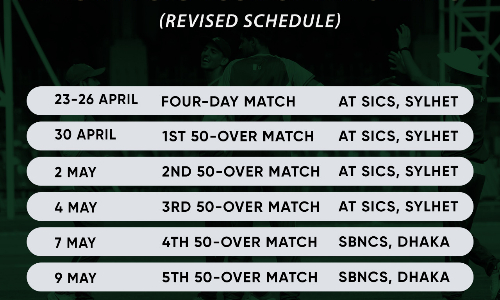 (REVISED SCHEDULE)
23-26 APRIL FOUR-DAY MATCH AT SICS, SYLHET
30 APRIL 1ST 50-OVER MATCH AT SICS, SYLHET
2 MAY 2ND 50-OVER MATCH AT SICS, SYLHET
4 MAY 3RD 50-OVER MATCH AT SICS, SYLHET
7 MAY 4TH 50-OVER MATCH SBNCS, DHAKA
9 MAY 5TH 50-OVER MATCH SBNCS, DHAKA